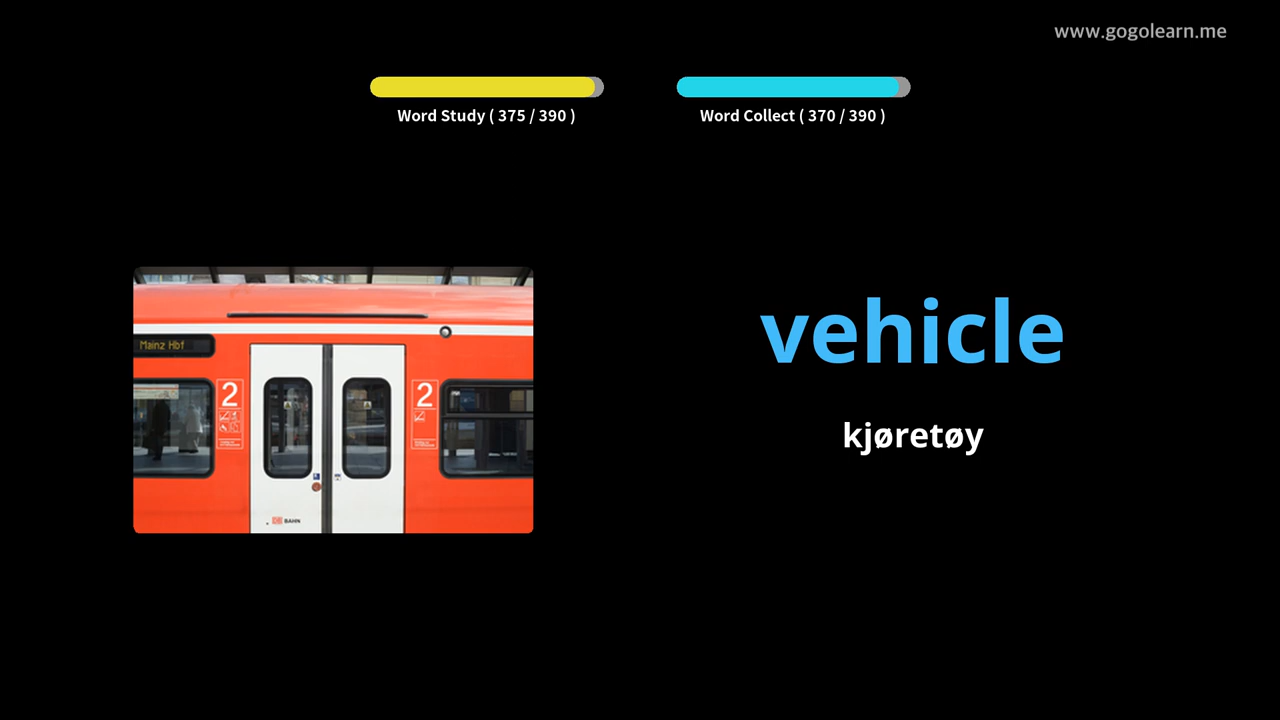 www.gogolearn.me
Word Study ( 375 / 390 )
Word Collect ( 370 / 390 )
vehicle
kjøretøy
Mainz Hbf
2
2
DB BAHN